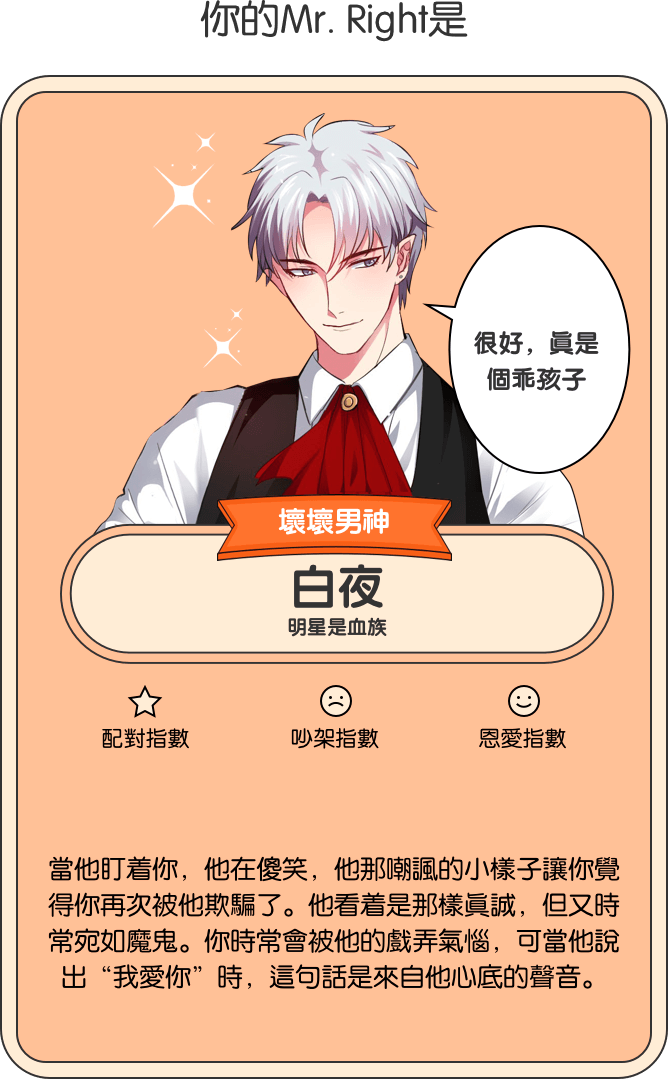 你的Mr. Right是
很好，真是
個乖孩子
壞壞男神
白夜
明星是血族
配對指數
吵架指數
恩愛指數
當他盯着你，他在傻笑，他那嘲諷的小樣子讓你覺
得你再次被他欺騙了。他看着是那樣真誠，但又時
常宛如魔鬼。你時常會被他的戲弄氣惱，可當他說
出“我愛你”時，這句話是來自他心底的聲音。